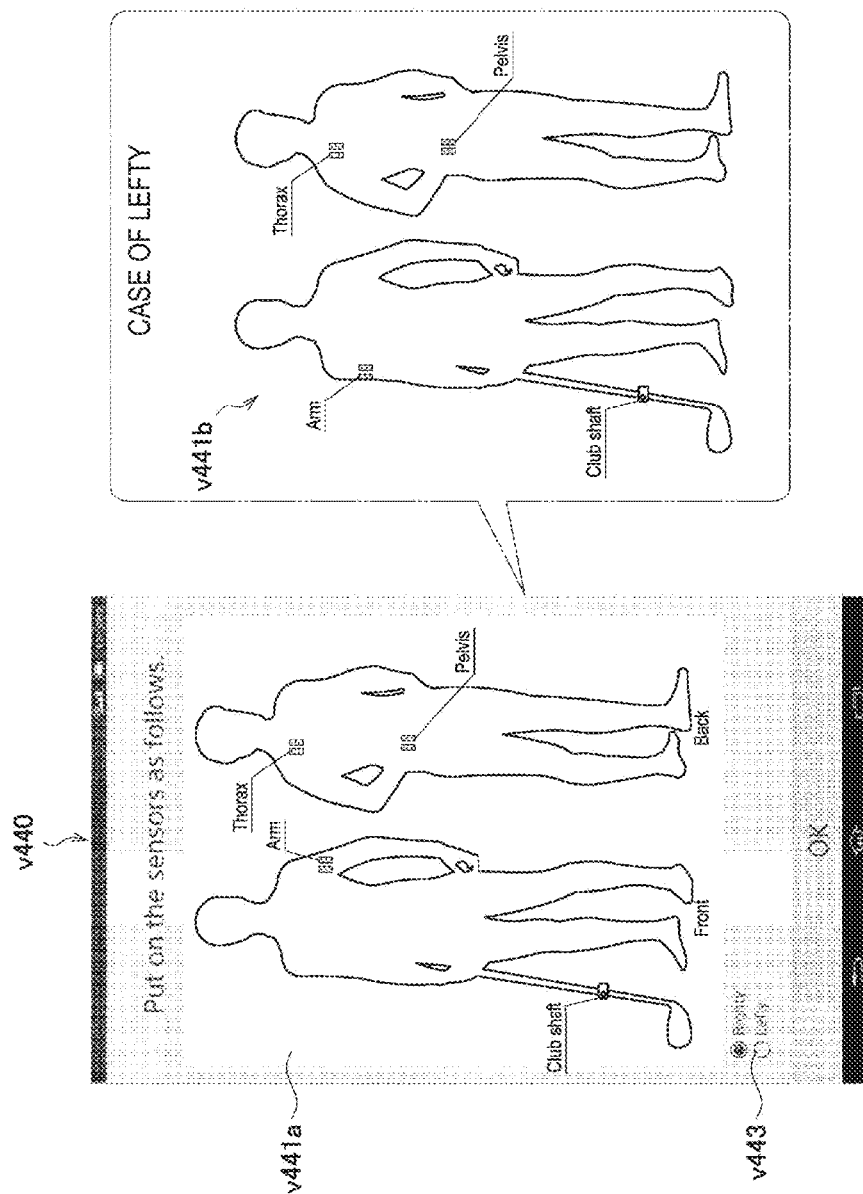 v440
Put on the sensors as follows.
Thorax
Arm
Pelvis
Club shaft
Front
Back
Righty
Lefty
OK
v441a
v443
CASE OF LEFTY
v441b
Thorax
Arm
Pelvis
Club shaft